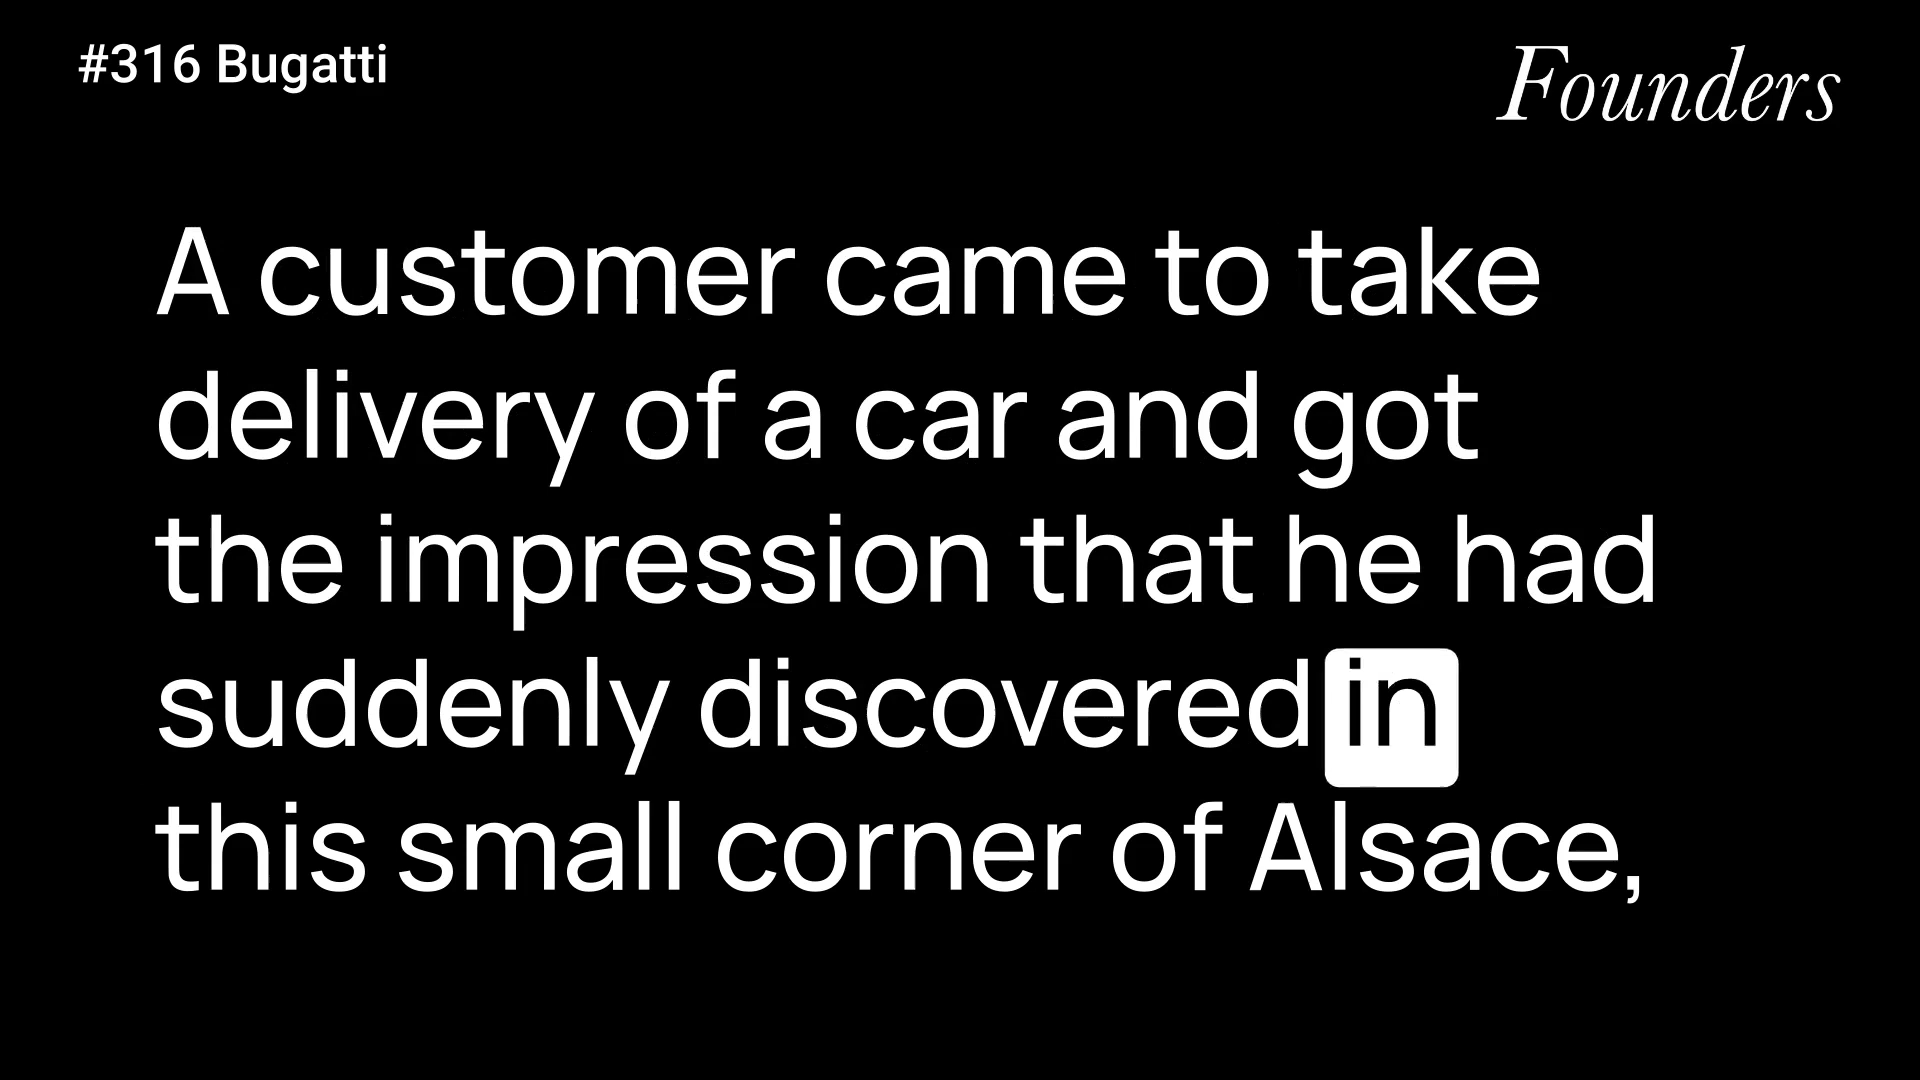 #316 Bugatti
Founders
A customer came to take
delivery of a car and got
the impression that he had
suddenly discovered in
this small corner of Alsace,